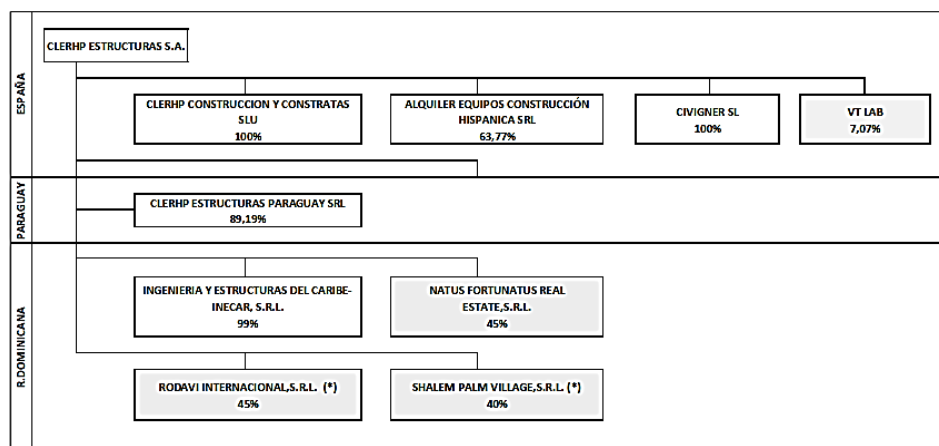 ESPAÑA
CLERHP ESTRUCTURAS S.A.
CLERHP CONSTRUCCION Y CONSTRATAS
SLU
100%
ALQUILER EQUIPOS CONSTRUCCIÓN
HISPANICA SRL
63,77%
CIVIGNER SL
100%
VT LAB
7,07%
PARAGUAY
CLERHP ESTRUCTURAS PARAGUAY SRL
89,19%
R.DOMINICANA
INGENIERIA Y ESTRUCTURAS DEL CARIBE-
INECAR, S.R.L.
99%
NATUS FORTUNATUS REAL
ESTATE,S.R.L.
45%
RODAVI INTERNACIONAL,S.R.L. (*)
45%
SHALEM PALM VILLAGE,S.R.L. (*)
40%